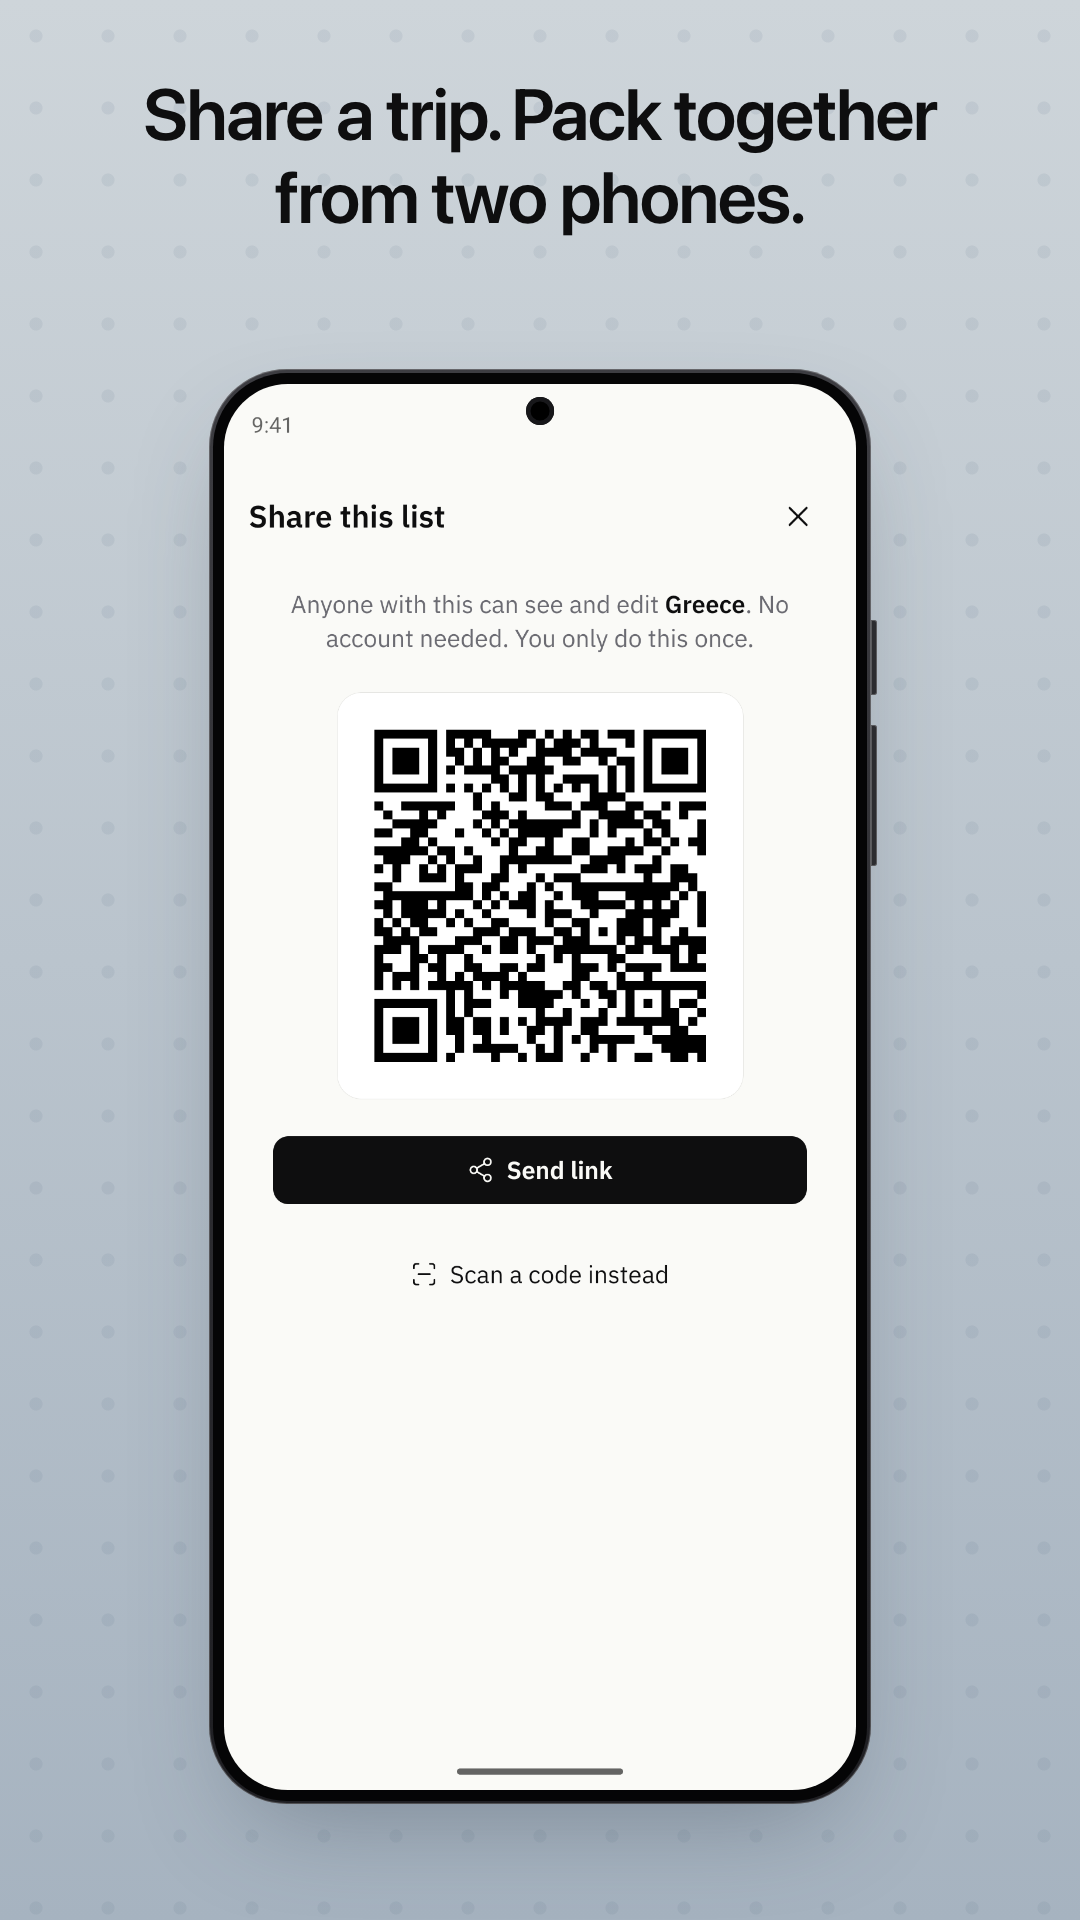 Share a trip. Pack together
from two phones.
9:41
Share this list
Anyone with this can see and edit Greece. No
account needed. You only do this once.
Send link
Scan a code instead